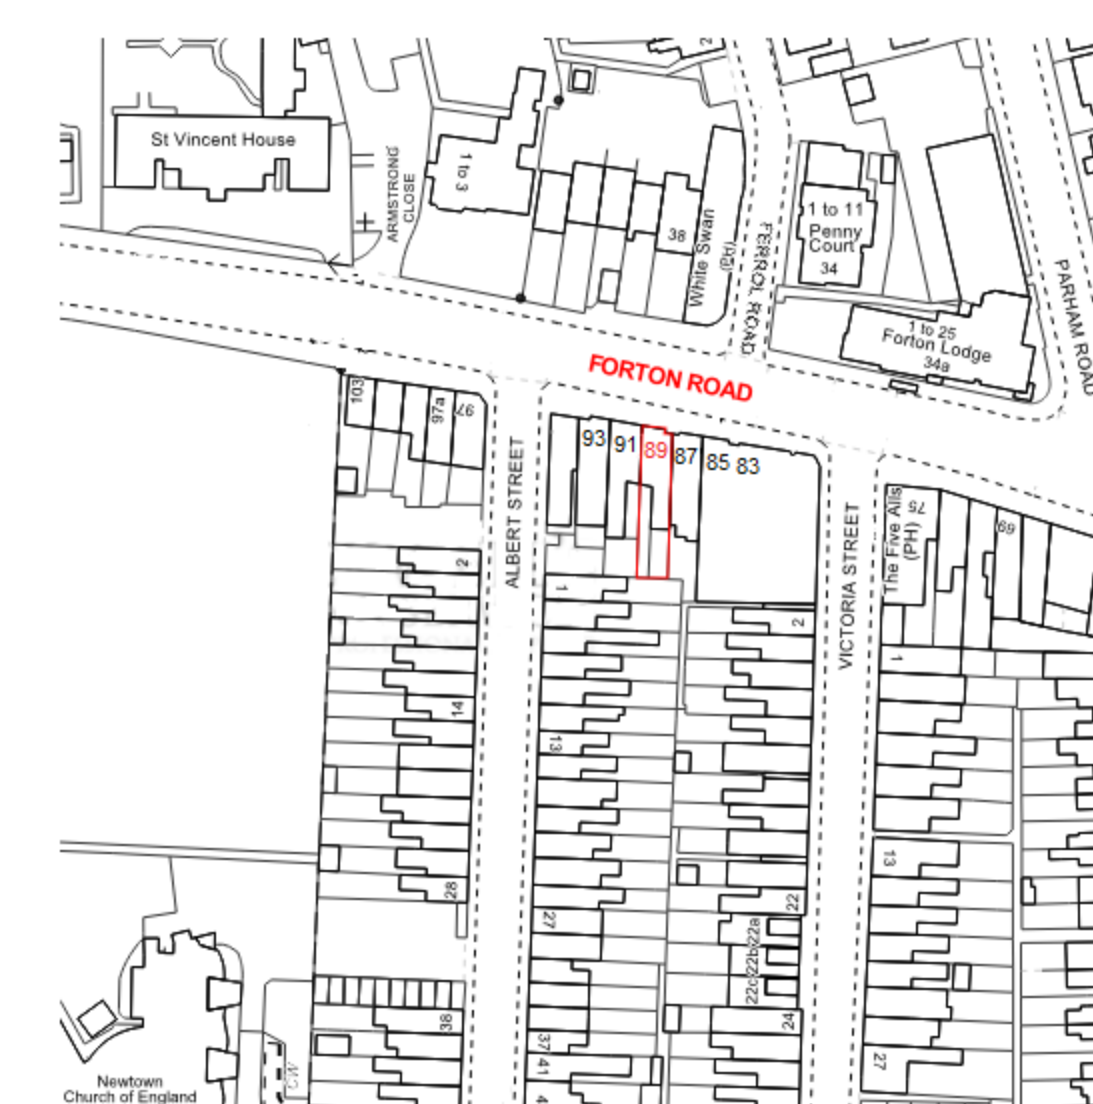 2
St Vincent House
ARMSTRONG
CLOSE
1 to 3
38
White Swan
(PH)
FERROL ROAD
1 to 11
Penny
Court
34
PARHAM ROAD
1 to 25
Forton Lodge
34a
FORTON ROAD
103
97a
97
93
91
89
87
85
83
ALBERT STREET
VICTORIA STREET
The Five Alls
(PH)
75
69
2
1
2
1
14
13
13
28
27
22
22a
22b
22c
24
38
37
41
27
Newtown
Church of England